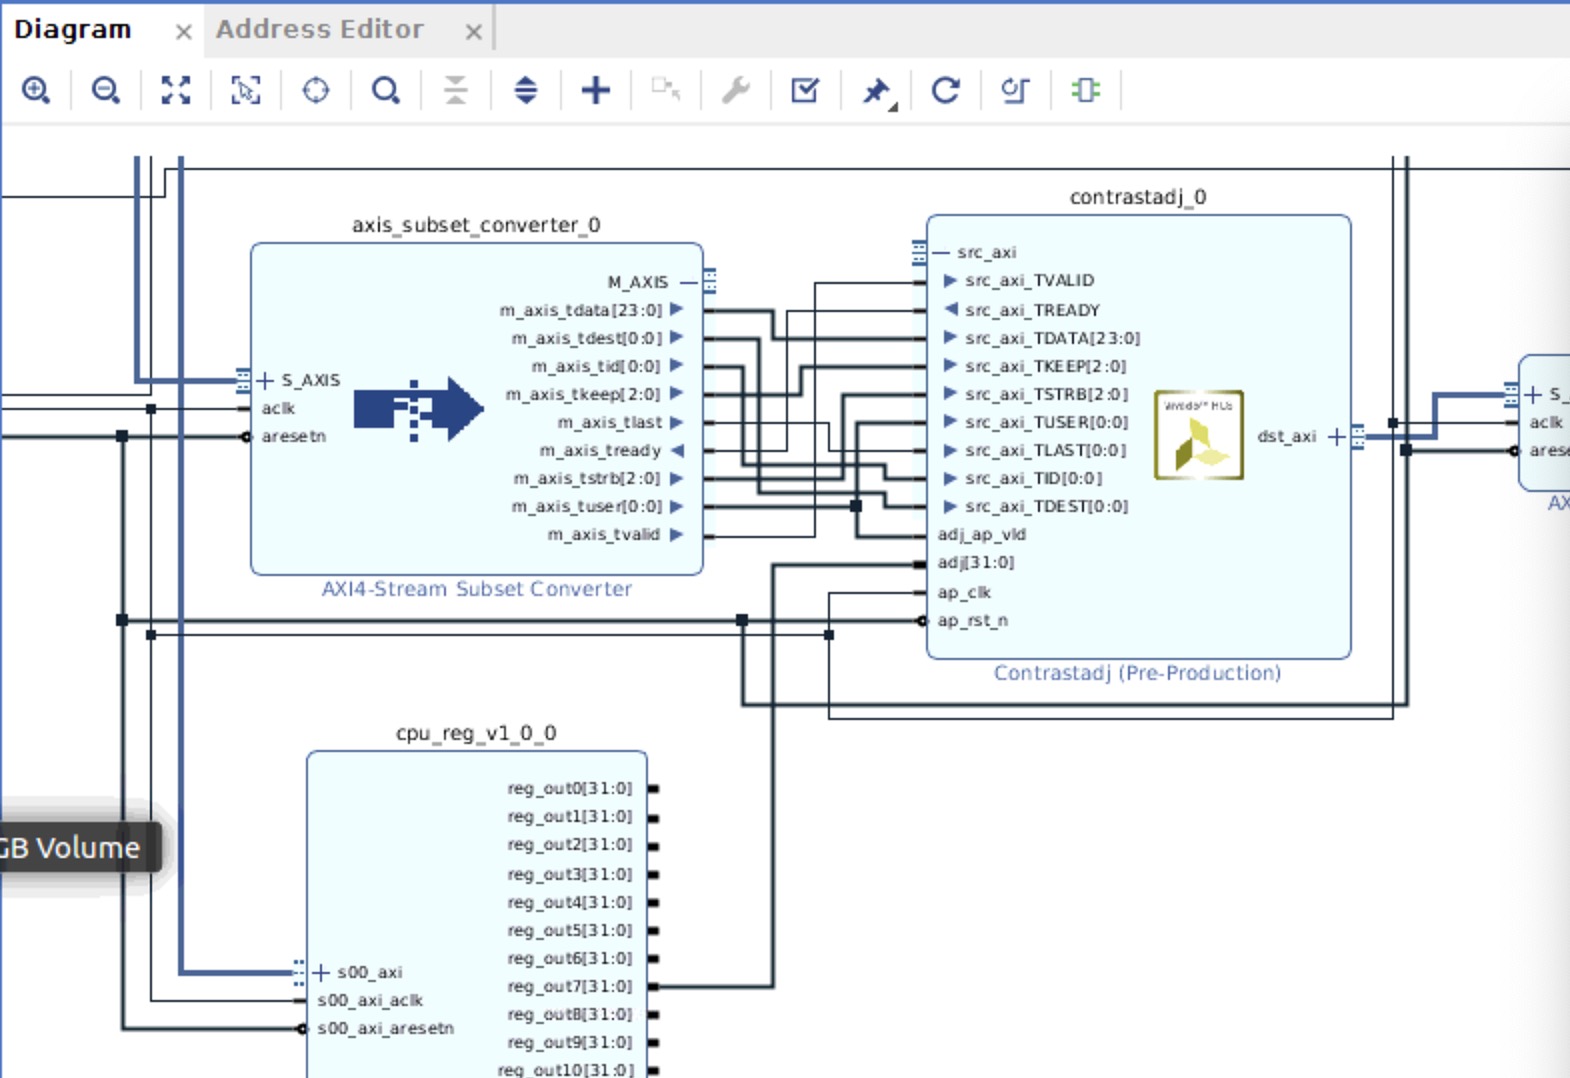 Diagram
Address Editor
axis_subset_converter_0
M_AXIS
m_axis_tdata[23:0]
m_axis_tdest[0:0]
m_axis_tid[0:0]
m_axis_tkeep[2:0]
m_axis_tlast
m_axis_tready
m_axis_tstrb[2:0]
m_axis_tuser[0:0]
m_axis_tvalid
S_AXIS
aclk
aresetn
AXI4-Stream Subset Converter
contrastadj_0
src_axi
src_axi_TVALID
src_axi_TREADY
src_axi_TDATA[23:0]
src_axi_TKEEP[2:0]
src_axi_TSTRB[2:0]
src_axi_TUSER[0:0]
src_axi_TLAST[0:0]
src_axi_TID[0:0]
src_axi_TDEST[0:0]
adj_ap_vld
adj[31:0]
ap_clk
ap_rst_n
Vivado™ HLS
dst_axi
Contrastadj (Pre-Production)
S_
aclk
arese
AX
cpu_reg_v1_0_0
reg_out0[31:0]
reg_out1[31:0]
reg_out2[31:0]
reg_out3[31:0]
reg_out4[31:0]
reg_out5[31:0]
reg_out6[31:0]
reg_out7[31:0]
reg_out8[31:0]
reg_out9[31:0]
reg_out10[31:0]
s00_axi
s00_axi_aclk
s00_axi_aresetn
GB Volume